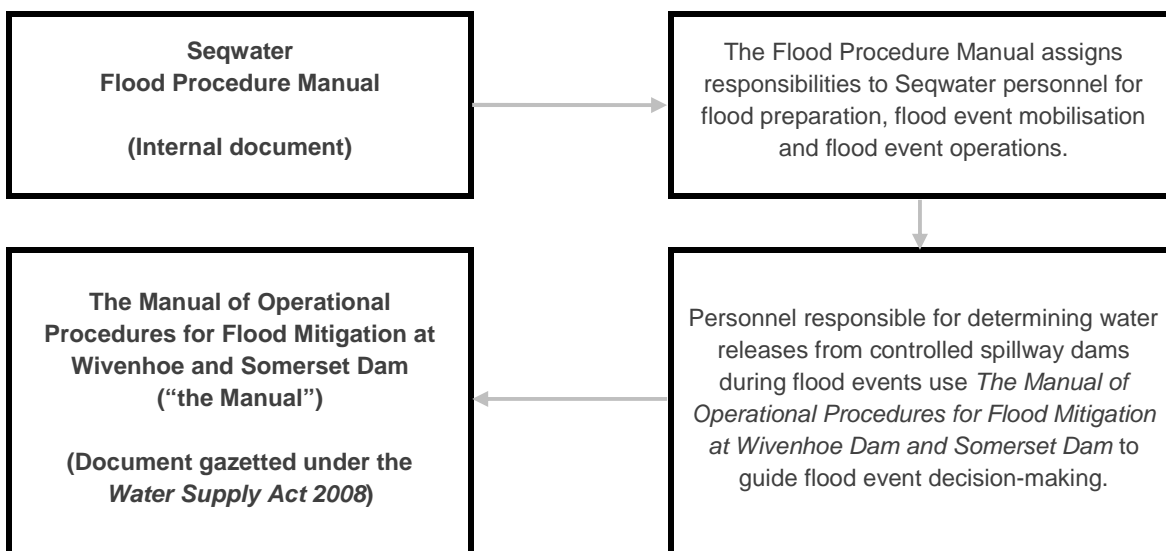 Seqwater
Flood Procedure Manual
(Internal document)
The Flood Procedure Manual assigns
responsibilities to Seqwater personnel for
flood preparation, flood event mobilisation
and flood event operations.
Personnel responsible for determining water
releases from controlled spillway dams
during flood events use The Manual of
Operational Procedures for Flood Mitigation
at Wivenhoe Dam and Somerset Dam to
guide flood event decision-making.
The Manual of Operational
Procedures for Flood Mitigation at
Wivenhoe and Somerset Dam
(“the Manual”)
(Document gazetted under the
Water Supply Act 2008)